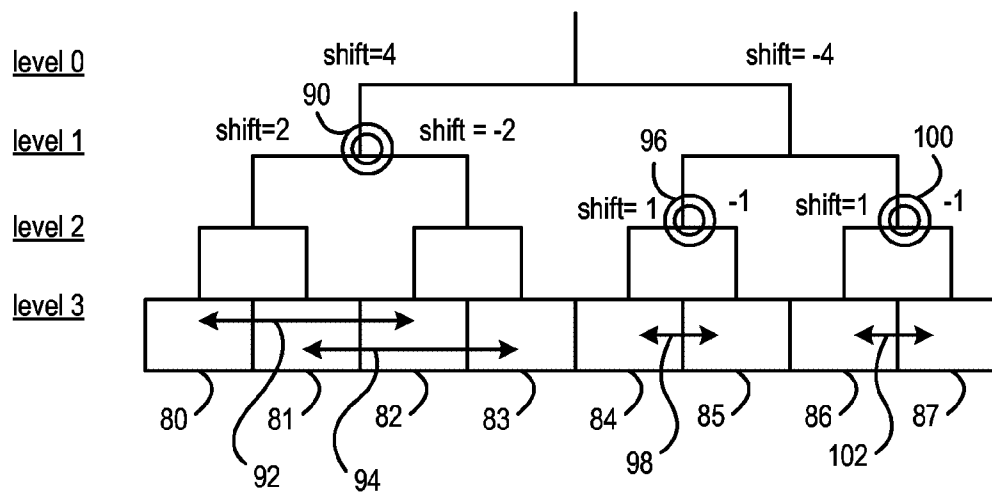 level 0
shift=4
shift= -4
90
level 1
shift=2
shift = -2
96
100
level 2
shift= 1
-1
shift=1
-1
level 3
80
81
82
83
84
85
86
87
92
94
98
102